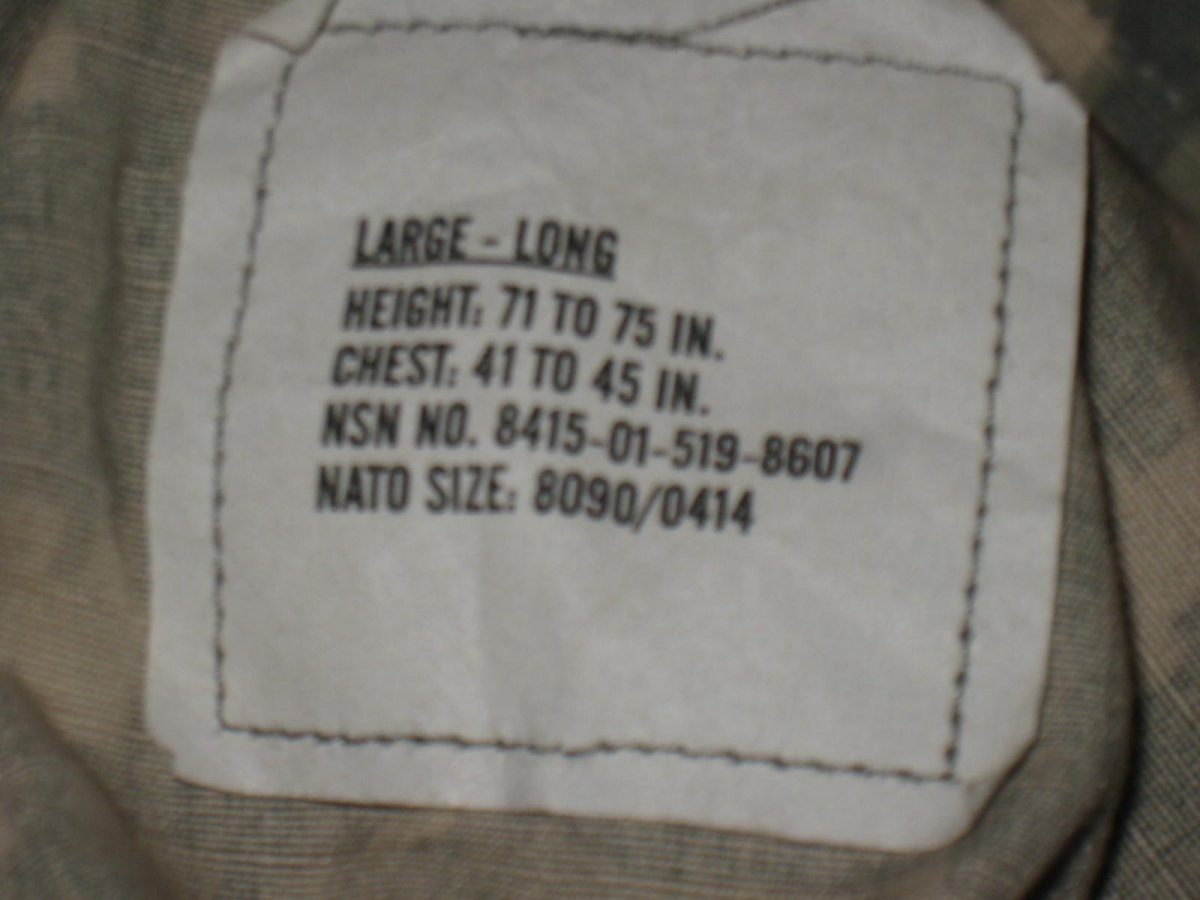 LARGE - LONG
HEIGHT: 71 TO 75 IN.
CHEST: 41 TO 45 IN.
NSN NO. 8415-01-519-8607
NATO SIZE: 8090/0414